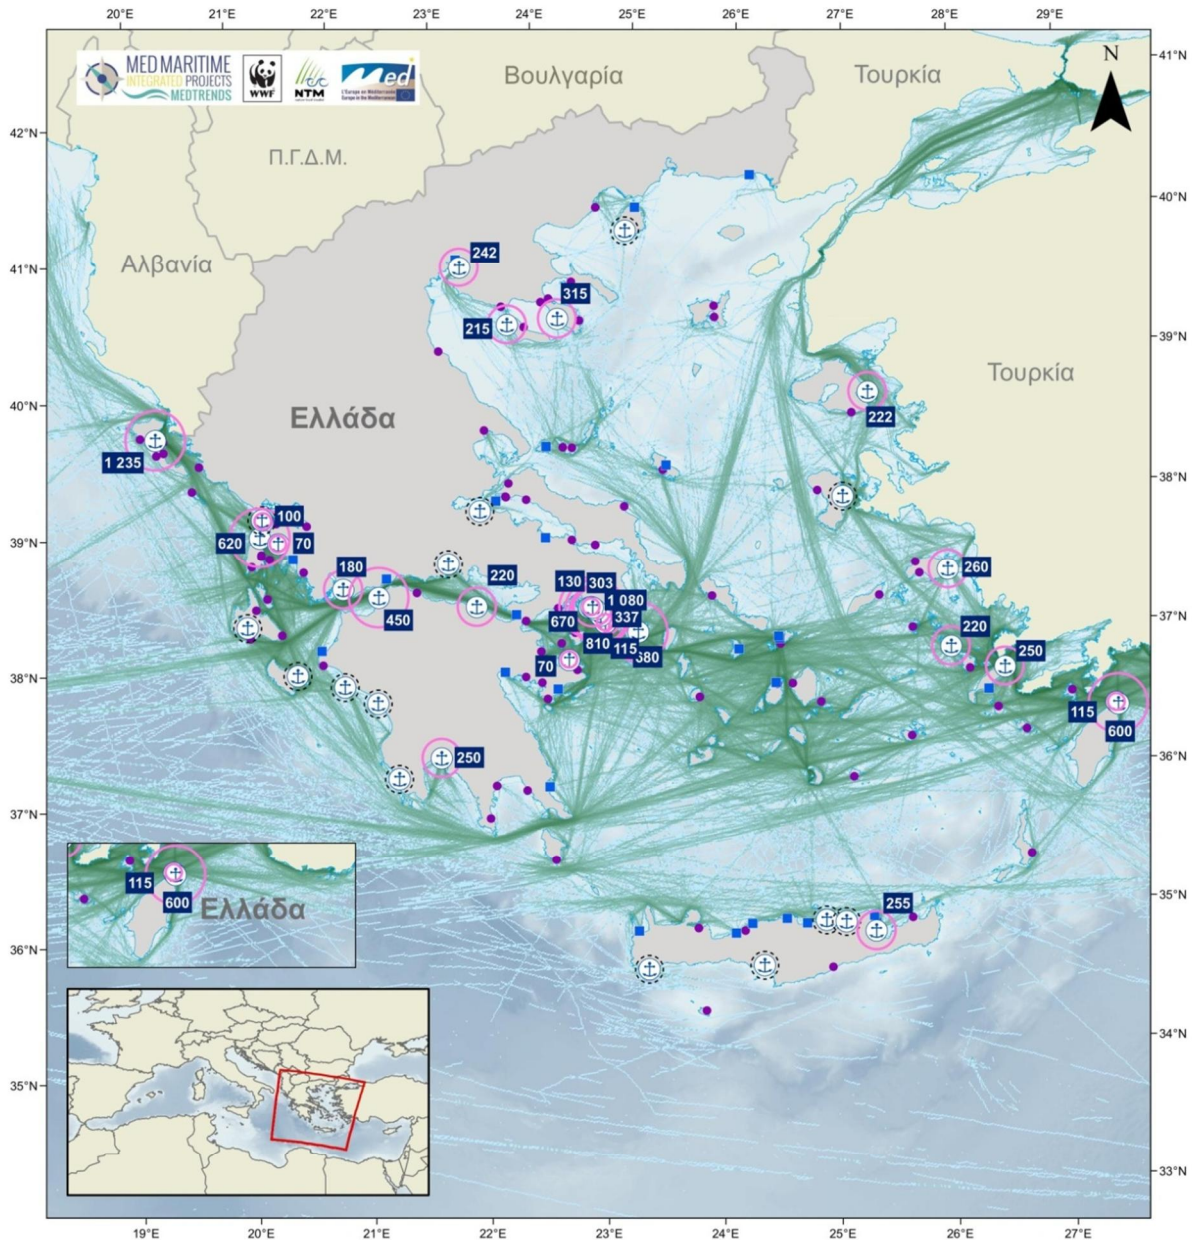 20°E 21°E 22°E 23°E 24°E 25°E 26°E 27°E 28°E 29°E
41°N
N
MED MARITIME
INTEGRATED PROJECTS
MEDTRENDS
WWF
NTM
Med
L'Europe en Méditerranée
Europe in the Mediterranean
Βουλγαρία
Τουρκία
42°N
Π.Γ.Δ.Μ.
40°N
Αλβανία
41°N
242
315
215
39°N
Τουρκία
40°N
Ελλάδα
222
1 235
38°N
100
620
70
39°N
180
220
130
303
1 080
260
450
670
337
37°N
810
115
680
220
70
250
38°N
115
600
250
36°N
37°N
115
600
Ελλάδα
255
35°N
36°N
34°N
35°N
33°N
19°E 20°E 21°E 22°E 23°E 24°E 25°E 26°E 27°E